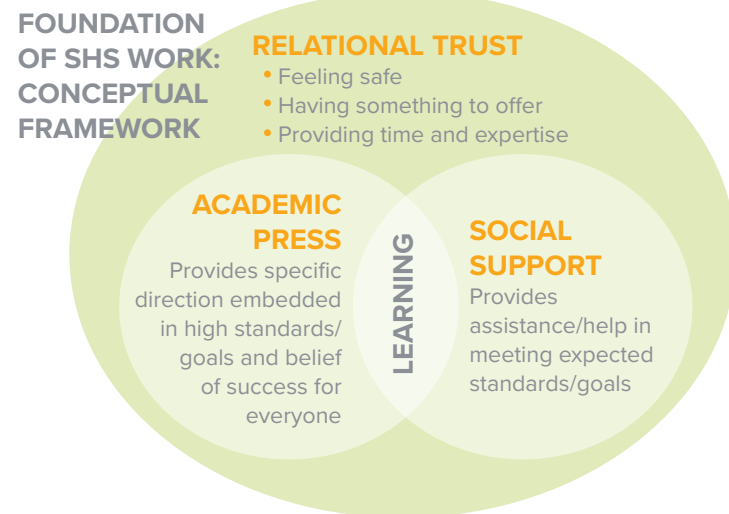 FOUNDATION
OF SHS WORK:
CONCEPTUAL
FRAMEWORK
RELATIONAL TRUST
• Feeling safe
• Having something to offer
• Providing time and expertise
ACADEMIC
PRESS
Provides specific
direction embedded
in high standards/
goals and belief
of success for
everyone
LEARNING
SOCIAL
SUPPORT
Provides
assistance/help in
meeting expected
standards/goals